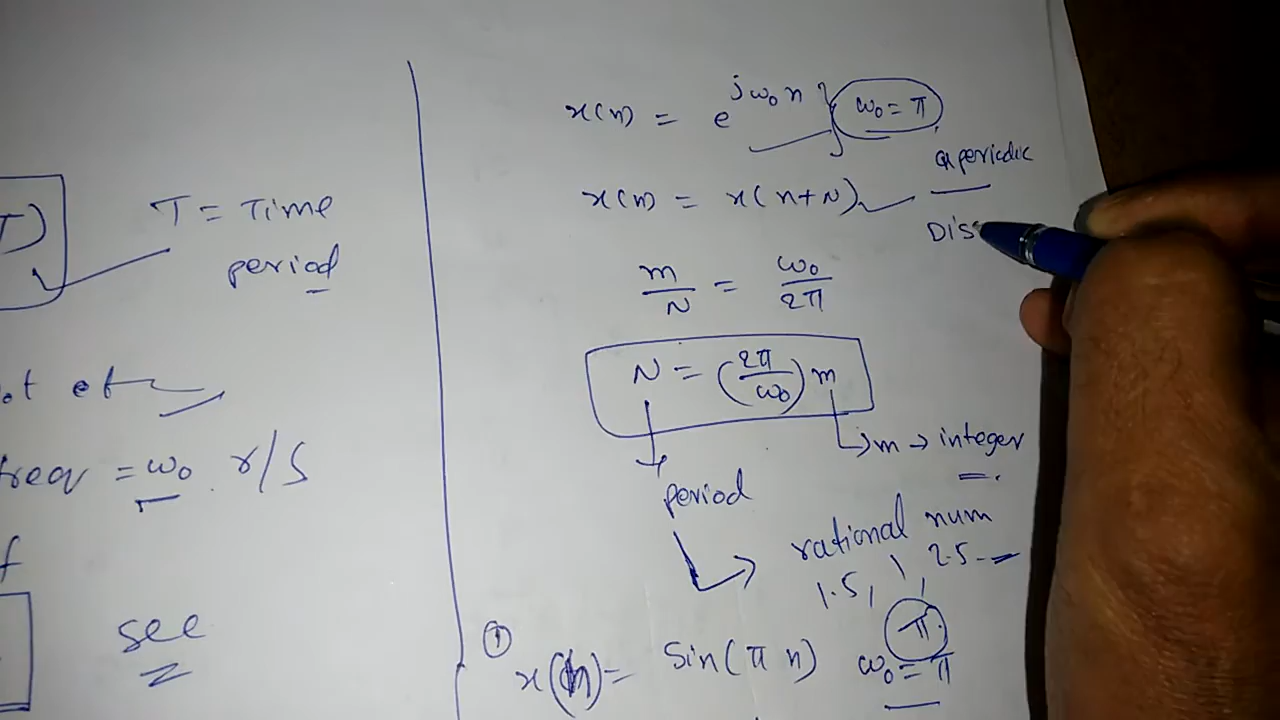 T)
T = Time
period
freq = ω₀ r/s
f
see
x(n) = e^{jω₀n} ω₀ = π
aperiodic
x(n) = x(n+N)
Dis
m/N = ω₀/2π
N = (2π/ω₀) m
m → integer
period
rational num
1.5, 2.5
π
① x(n) = sin(π n) ω₀ = π